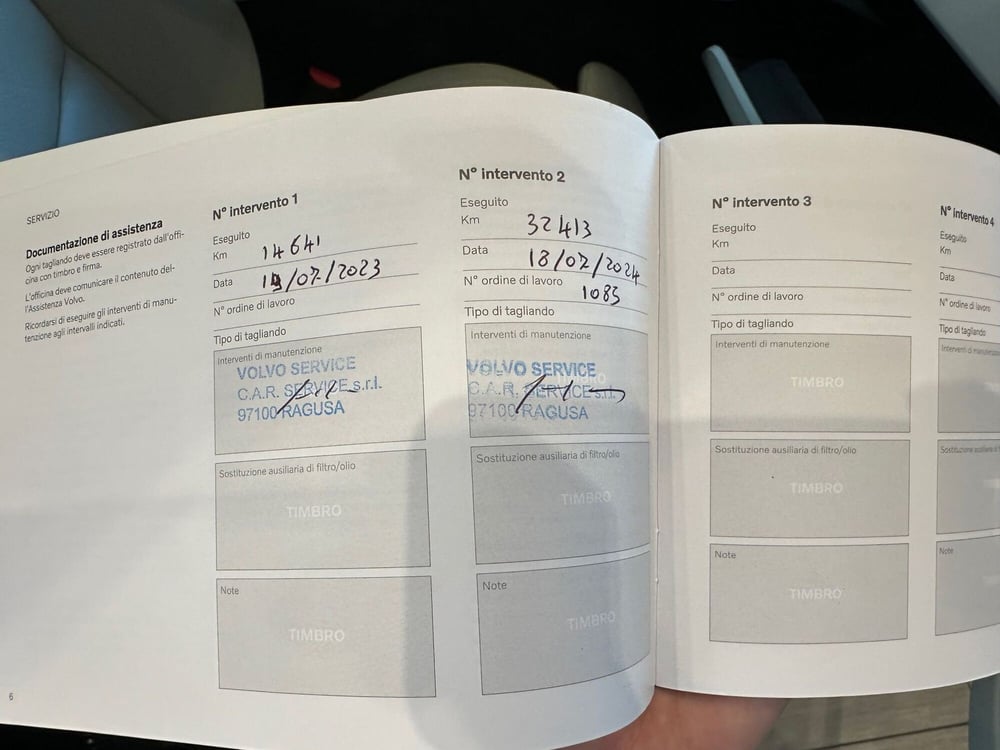 SERVIZIO
Documentazione di assistenza
Ogni tagliando deve essere registrato dall'offi-
cina con timbro e firma.
L'officina deve comunicare il contenuto del-
l'Assistenza Volvo.
Ricordarsi di eseguire gli interventi di manu-
tenzione agli intervalli indicati.
6
N° intervento 1
Eseguito
Km 14641
Data /07/2023
N° ordine di lavoro
Tipo di tagliando
Interventi di manutenzione
VOLVO SERVICE
C.A.R. SERVICE s.r.l.
97100 RAGUSA
Sostituzione ausiliaria di filtro/olio
TIMBRO
Note
TIMBRO
N° intervento 2
Eseguito
Km 32413
Data 18/07/2024
N° ordine di lavoro 1085
Tipo di tagliando
Interventi di manutenzione
VOLVO SERVICE
C.A.R. SERVICE s.r.l.
97100 RAGUSA
Sostituzione ausiliaria di filtro/olio
TIMBRO
Note
TIMBRO
N° intervento 3
Eseguito
Km
Data
N° ordine di lavoro
Tipo di tagliando
Interventi di manutenzione
TIMBRO
Sostituzione ausiliaria di filtro/olio
TIMBRO
Note
TIMBRO
N° intervento 4
Eseguito
Km
Data
N° ordine di lavoro
Tipo di tagliando
Interventi di manutenzione
Sostituzione ausiliaria di
Note